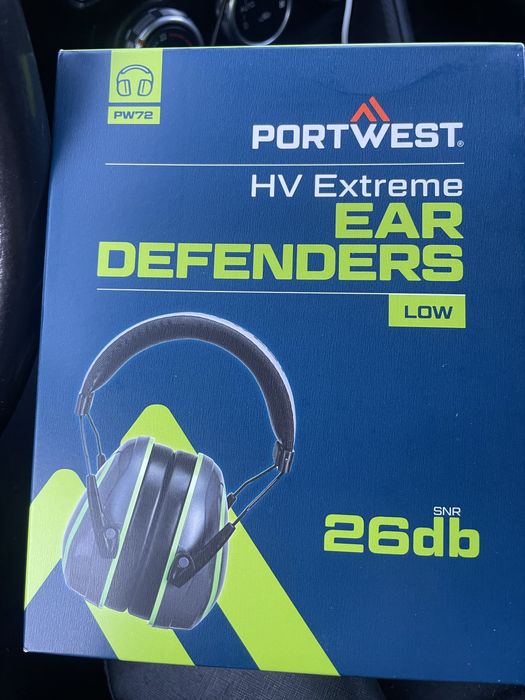 PW72
PORTWEST®
HV Extreme
EAR
DEFENDERS
LOW
SNR
26db